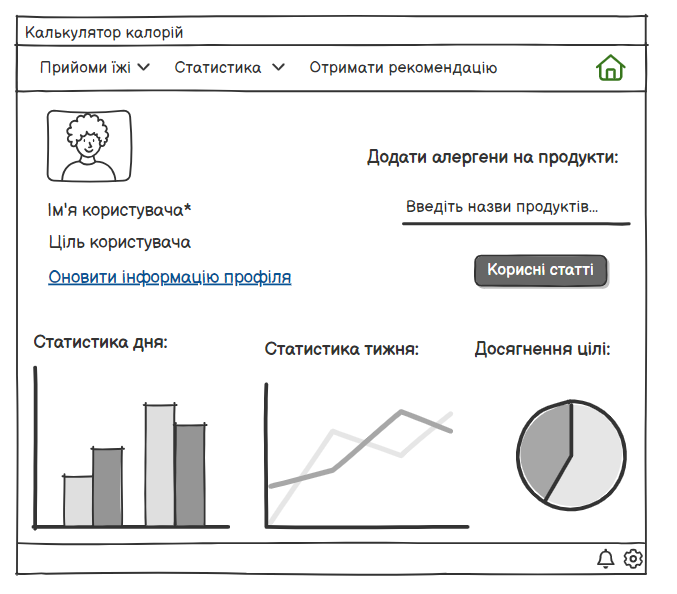 Калькулятор калорій
Прийоми їжі Статистика Отримати рекомендацію
Додати алергени на продукти:
Введіть назви продуктів...
Ім'я користувача*
Ціль користувача
Оновити інформацію профіля
Корисні статті
Статистика дня:
Статистика тижня:
Досягнення цілі: